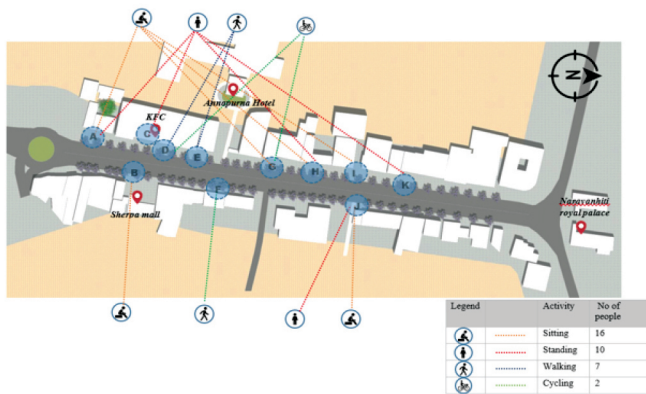 Annapurna Hotel
N
KFC
A
C
D
E
B
F
G
H
I
K
J
Sherpa mall
Narayanhiti
royal palace
Legend Activity No of
people
Sitting 16
Standing 10
Walking 7
Cycling 2